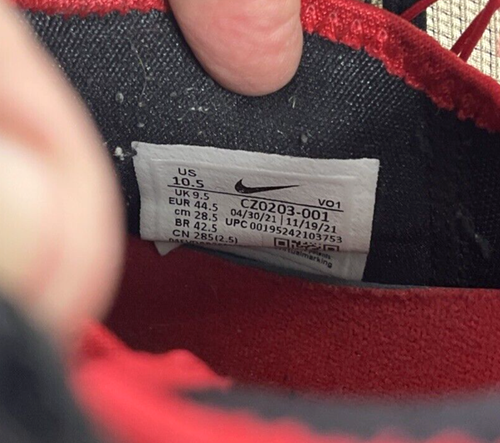 US
10.5
UK 9.5
EUR 44.5
cm 28.5
BR 42.5
CN 285(2.5)
VO1
CZ0203-001
04/30/21 | 11/19/21
UPC 00195242103753